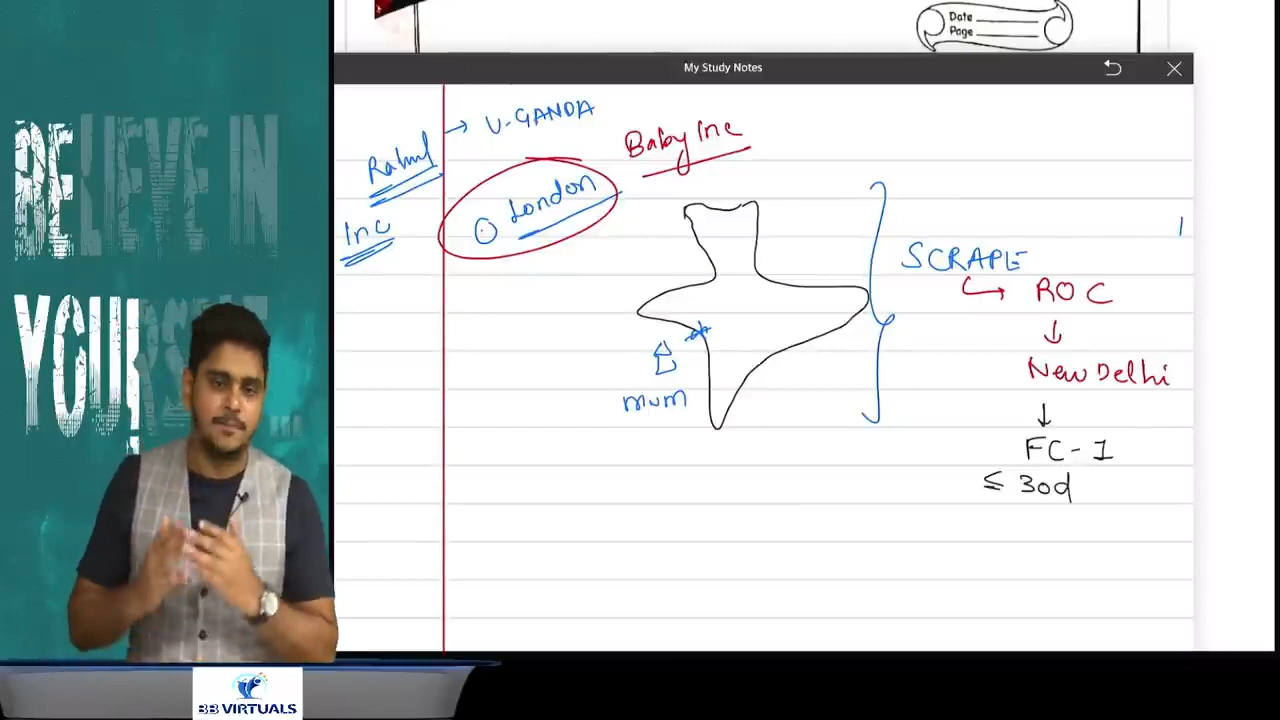 BELIEVE IN
YOURSELF...
Date
Page
My Study Notes
Rahul
Inc
→ U-GANDA
London
Baby Inc
mum
SCRAPE
ROC
↓
New Delhi
↓
FC-1
≤ 30d
BB VIRTUALS